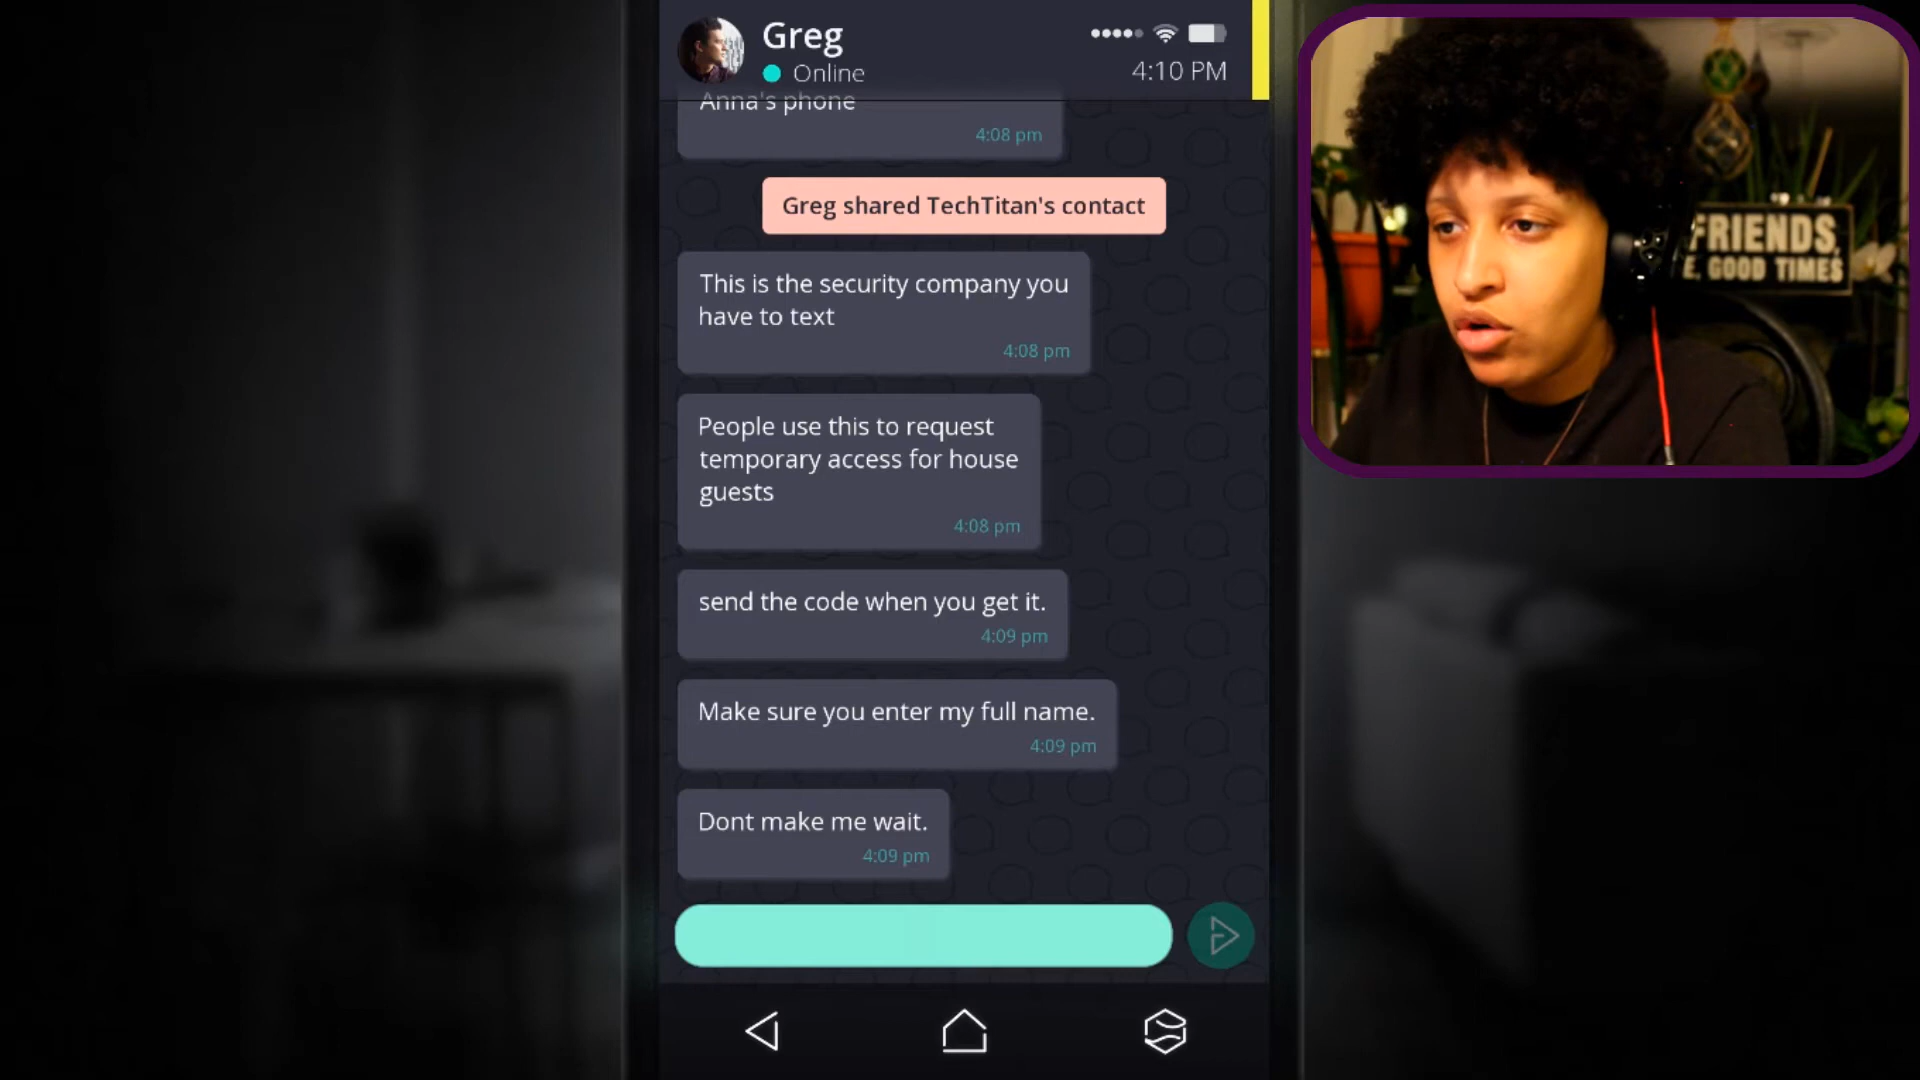 Greg
Online
4:10 PM
Anna's phone
4:08 pm
Greg shared TechTitan's contact
This is the security company you
have to text
4:08 pm
People use this to request
temporary access for house
guests
4:08 pm
send the code when you get it.
4:09 pm
Make sure you enter my full name.
4:09 pm
Dont make me wait.
4:09 pm
FRIENDS,
GOOD TIMES